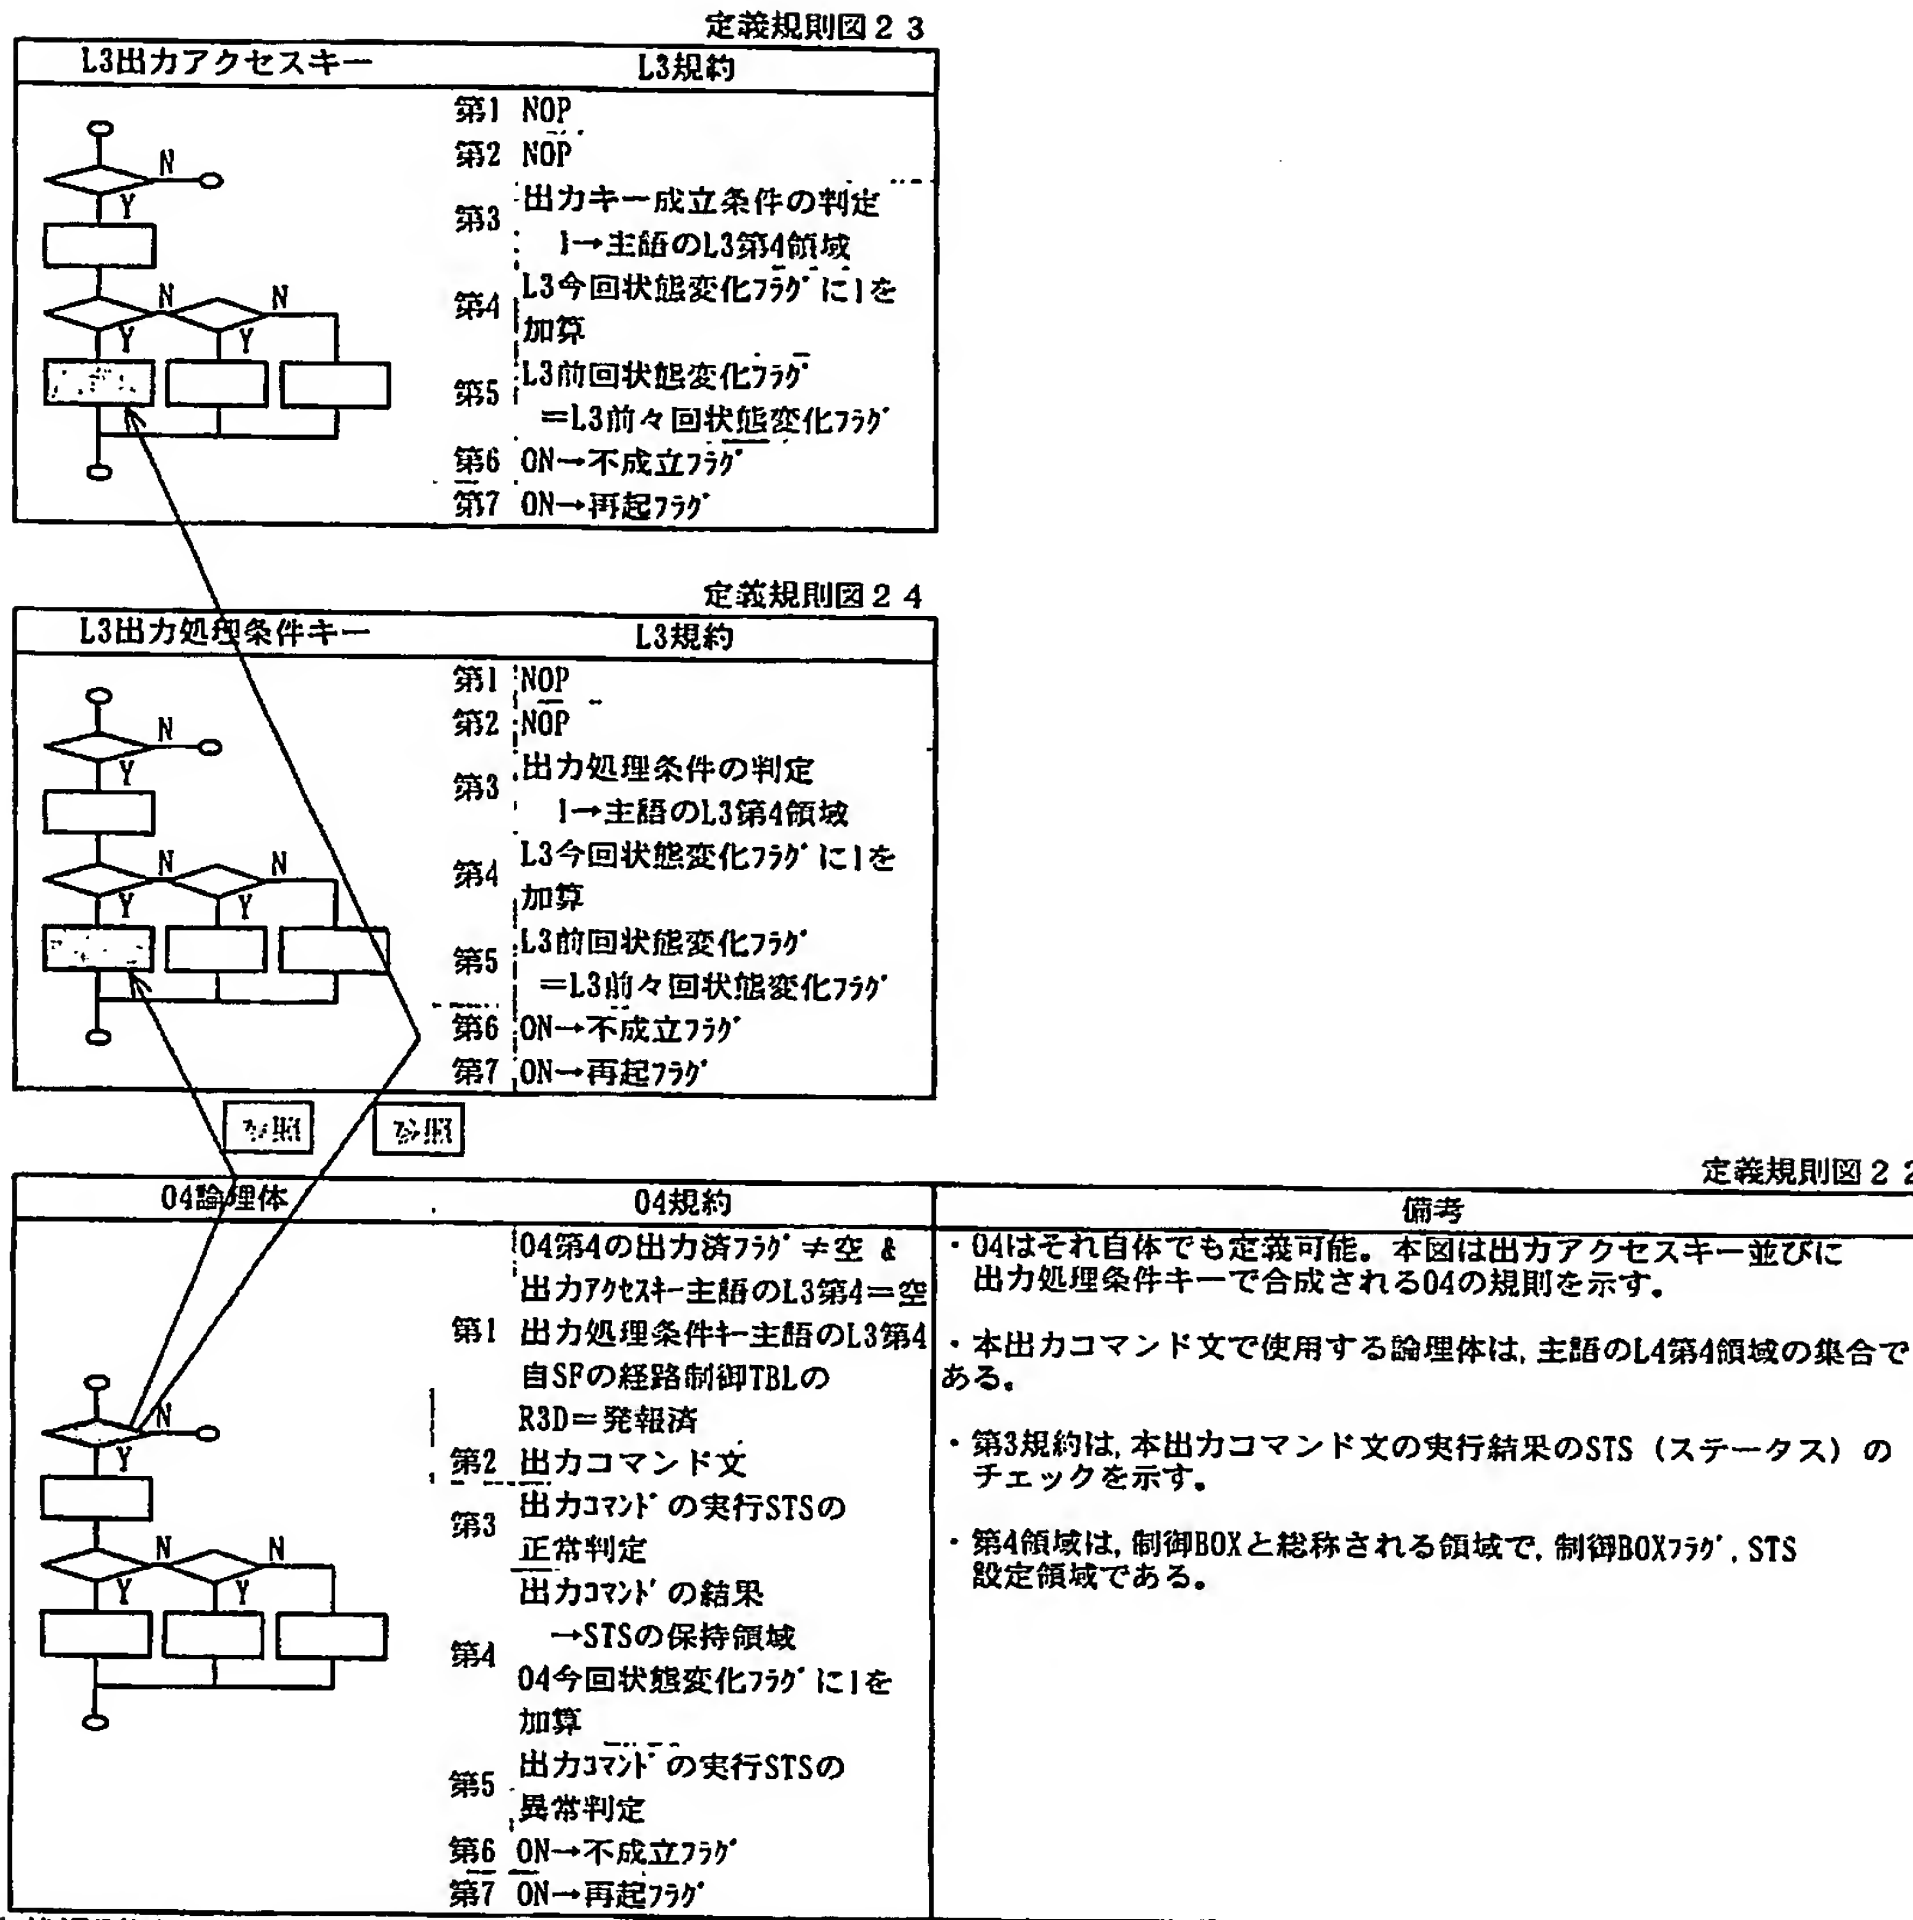 定義規則図23
L3出力アクセスキー L3規約
第1 NOP
第2 NOP
第3 出力キー成立条件の判定
1→主語のL3第4領域
第4 L3今回状態変化フラグに1を
加算
第5 L3前回状態変化フラグ
=L3前々回状態変化フラグ
第6 ON→不成立フラグ
第7 ON→再起フラグ
N
Y
N
N
Y
Y
定義規則図24
L3出力処理条件キー L3規約
第1 NOP
第2 NOP
第3 出力処理条件の判定
1→主語のL3第4領域
第4 L3今回状態変化フラグに1を
加算
第5 L3前回状態変化フラグ
=L3前々回状態変化フラグ
第6 ON→不成立フラグ
第7 ON→再起フラグ
N
Y
N
N
Y
Y
参照 参照
定義規則図22
04論理体 04規約 備考
04第4の出力済フラグ≠空 &
出力アクセスキー主語のL3第4=空
第1 出力処理条件キー主語のL3第4
自SFの経路制御TBLの
R3D=発報済
第2 出力コマンド文
第3 出力コマンドの実行STSの
正常判定
出力コマンドの結果
→STSの保持領域
第4 04今回状態変化フラグに1を
加算
第5 出力コマンドの実行STSの
異常判定
第6 ON→不成立フラグ
第7 ON→再起フラグ
N
Y
N
N
Y
Y
・04はそれ自体でも定義可能。本図は出力アクセスキー並びに
出力処理条件キーで合成される04の規則を示す。
・本出力コマンド文で使用する論理体は,主語のL4第4領域の集合で
ある。
・第3規約は,本出力コマンド文の実行結果のSTS(ステータス)の
チェックを示す。
・第4領域は,制御BOXと総称される領域で,制御BOXフラグ,STS
設定領域である。